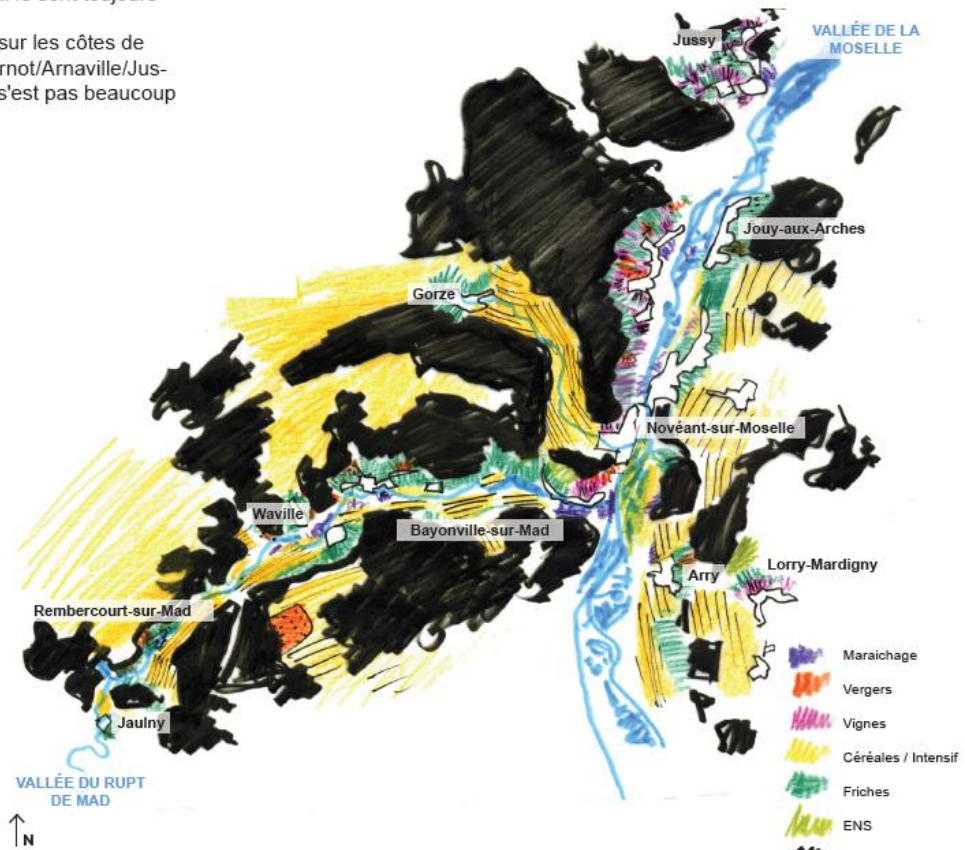 sur les côtes de
rnot/Arnaville/Jus-
s'est pas beaucoup
Jussy
VALLÉE DE LA
MOSELLE
Jouy-aux-Arches
Gorze
Novéant-sur-Moselle
Waville
Bayonville-sur-Mad
Arry
Lorry-Mardigny
Rembercourt-sur-Mad
Jaulny
VALLÉE DU RUPT
DE MAD
N
Maraichage
Vergers
Vignes
Céréales / Intensif
Friches
ENS